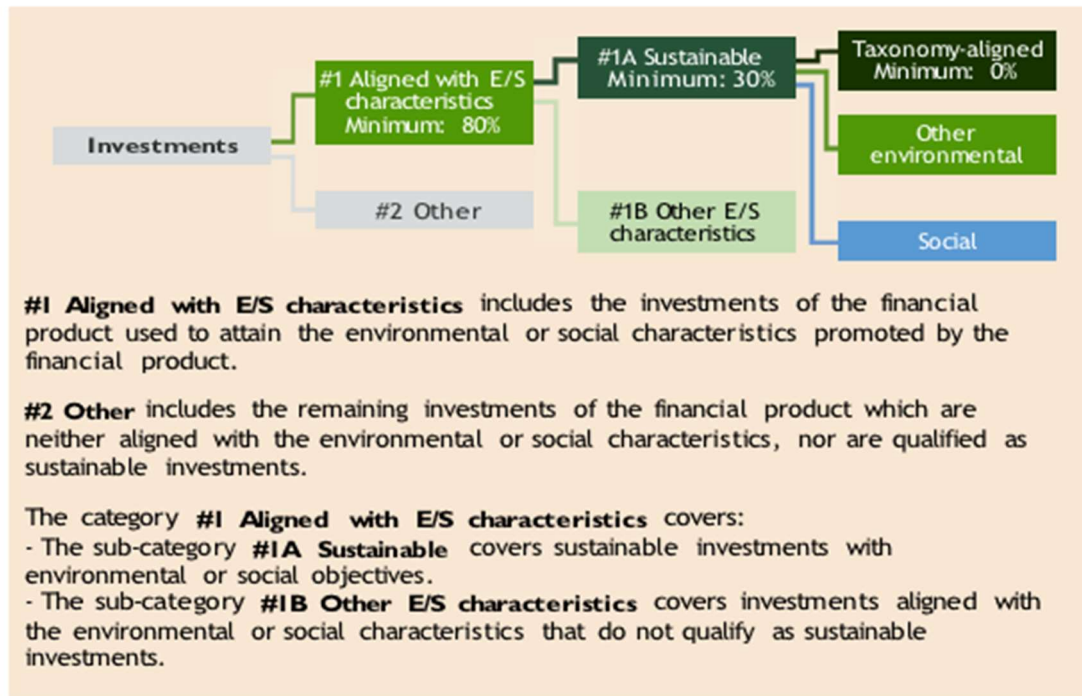 #1A Sustainable
Minimum: 30%
Taxonomy-aligned
Minimum: 0%
#1 Aligned with E/S
characteristics
Minimum: 80%
Investments
Other
environmental
#2 Other
#1B Other E/S
characteristics
Social
#1 Aligned with E/S characteristics includes the investments of the financial
product used to attain the environmental or social characteristics promoted by the
financial product.
#2 Other includes the remaining investments of the financial product which are
neither aligned with the environmental or social characteristics, nor are qualified as
sustainable investments.
The category #1 Aligned with E/S characteristics covers:
- The sub-category #1A Sustainable covers sustainable investments with
environmental or social objectives.
- The sub-category #1B Other E/S characteristics covers investments aligned with
the environmental or social characteristics that do not qualify as sustainable
investments.